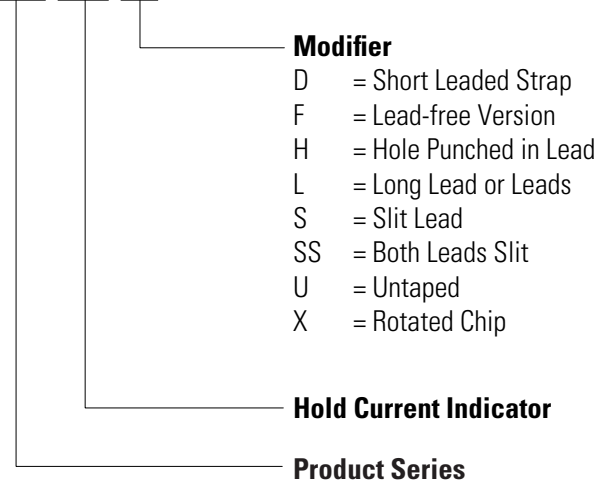 Modifier
D = Short Leaded Strap
F = Lead-free Version
H = Hole Punched in Lead
L = Long Lead or Leads
S = Slit Lead
SS = Both Leads Slit
U = Untaped
X = Rotated Chip
Hold Current Indicator
Product Series